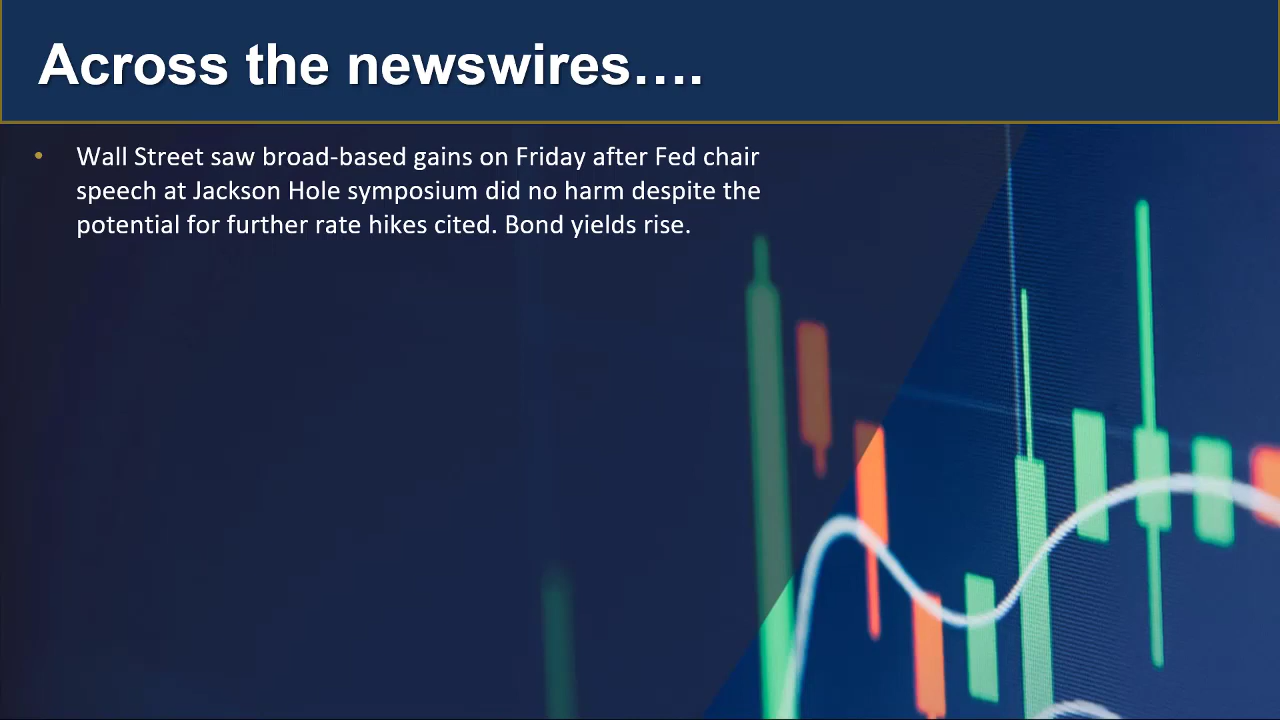 Across the newswires….
• Wall Street saw broad-based gains on Friday after Fed chair
speech at Jackson Hole symposium did no harm despite the
potential for further rate hikes cited. Bond yields rise.